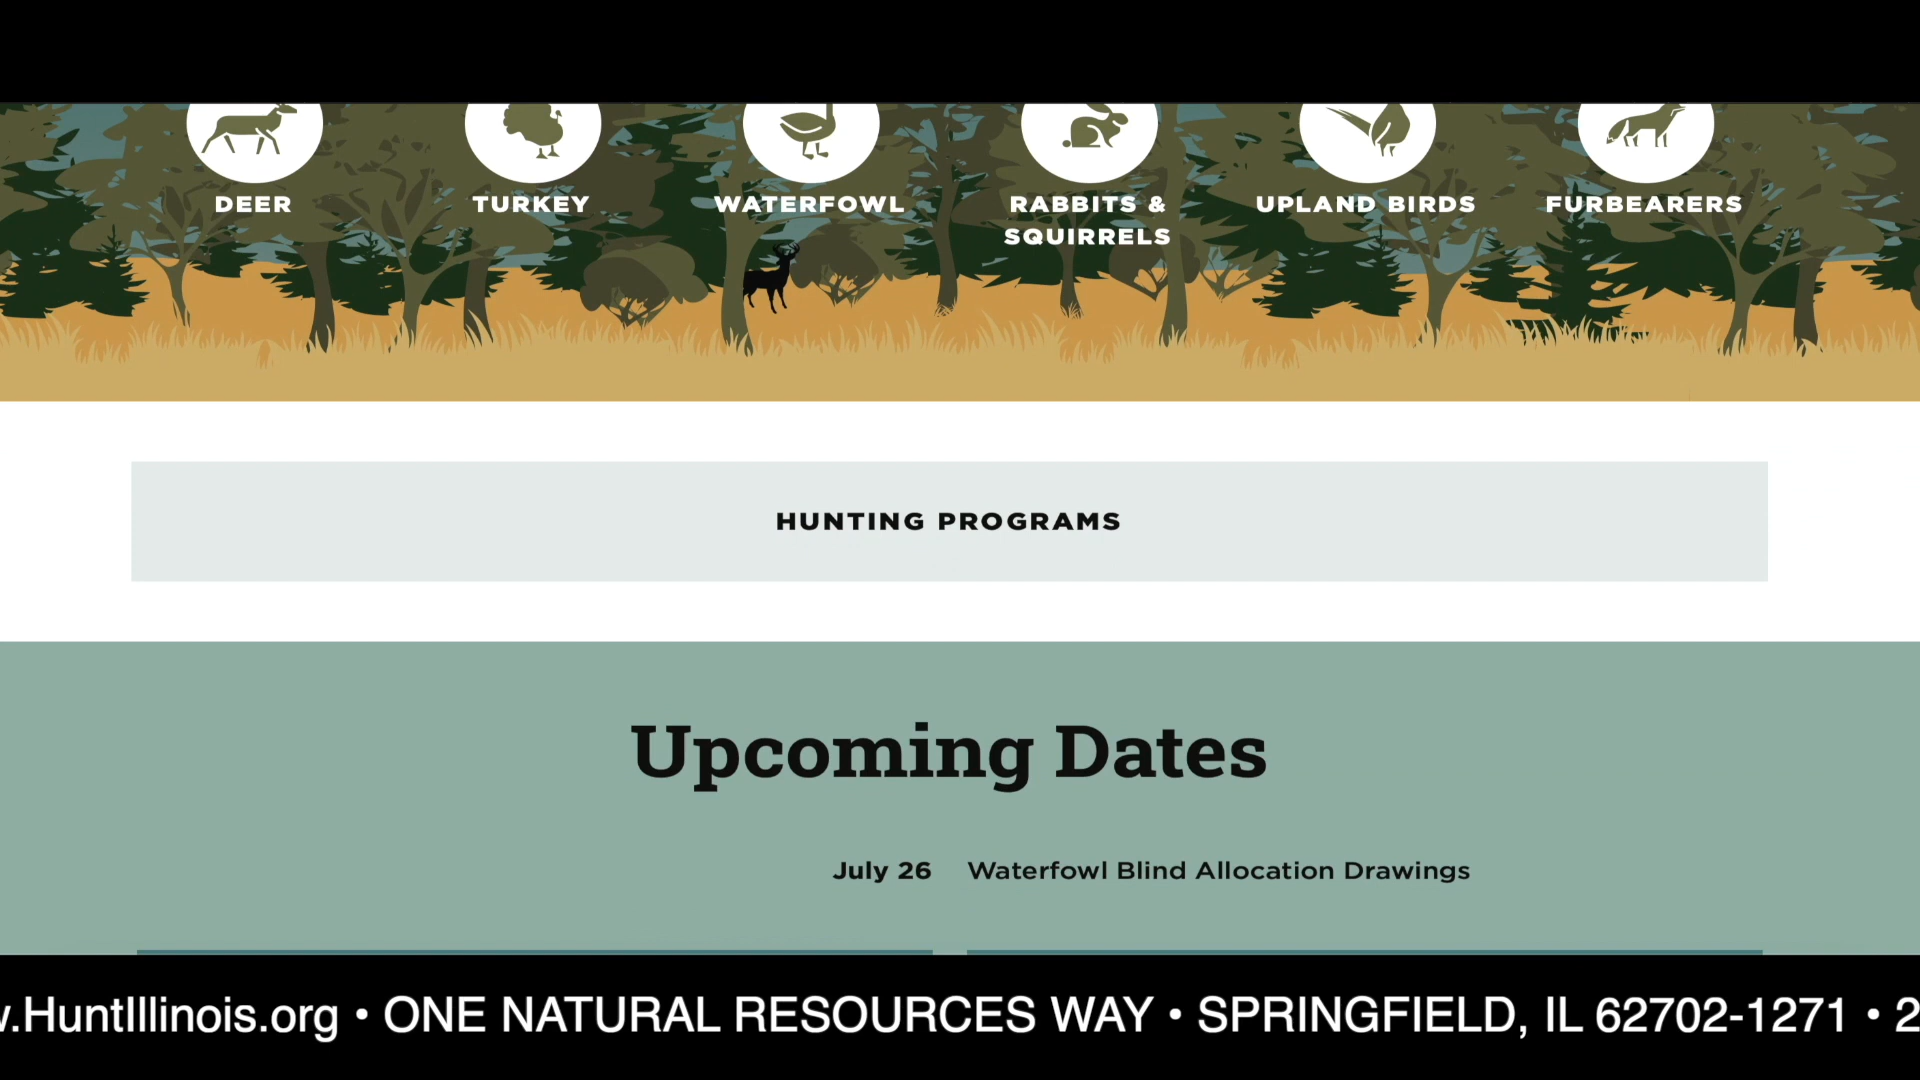 DEER
TURKEY
WATERFOWL
RABBITS &
SQUIRRELS
UPLAND BIRDS
FURBEARERS
HUNTING PROGRAMS
Upcoming Dates
July 26 Waterfowl Blind Allocation Drawings
.HuntIllinois.org • ONE NATURAL RESOURCES WAY • SPRINGFIELD, IL 62702-1271 • 2